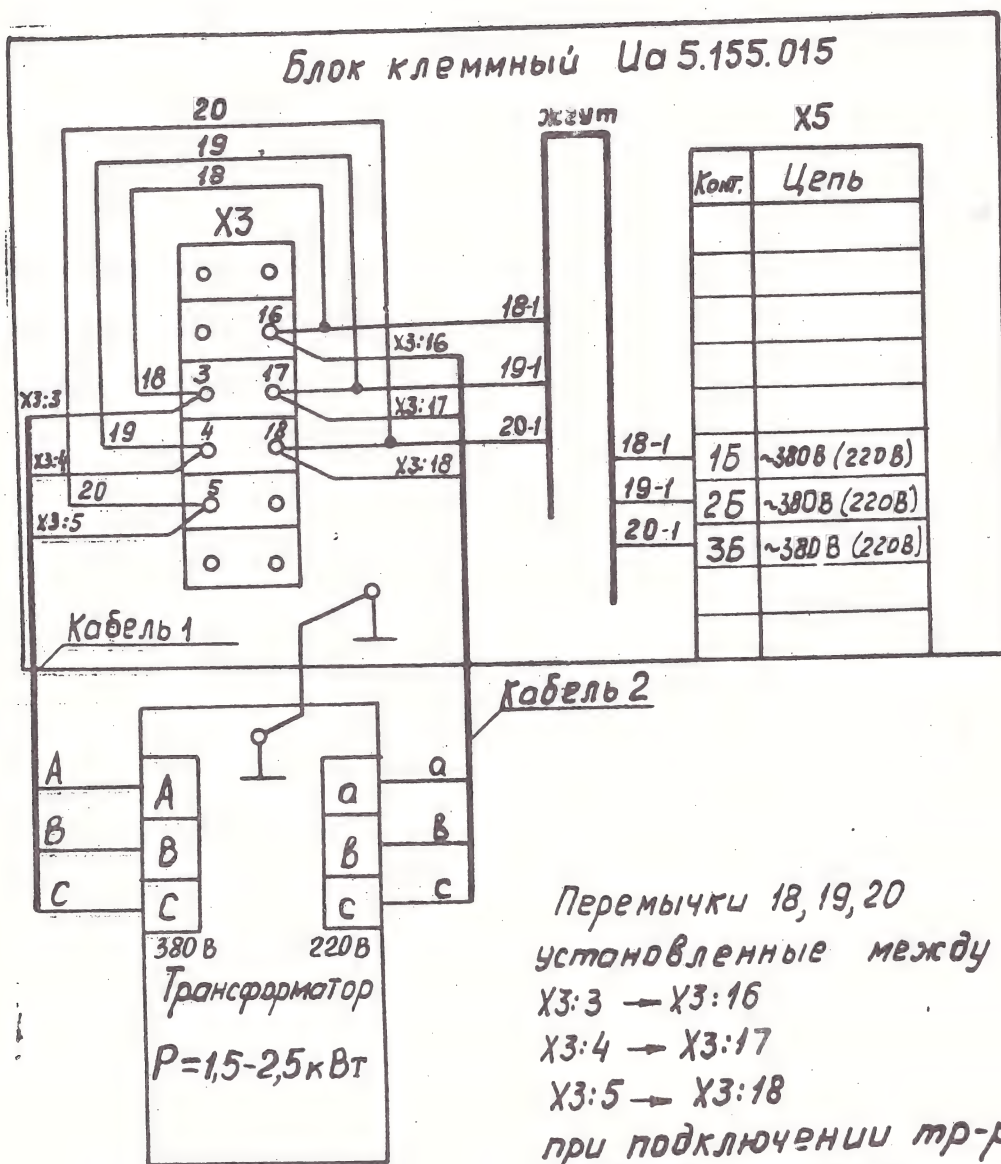 Блок клеммный Иа 5.155.015
20
19
18
X3
жгут
X5
Конт. Цепь
16
18-1
X3:16
18 3 17
19-1
X3:3
X3:17
19 4 18
20-1
X3:4
X3:18
20 5
X3:5
18-1 1Б ~380В (220В)
19-1 2Б ~380В (220В)
20-1 3Б ~380В (220В)
Кабель 1
Кабель 2
A A a a
B B в в
C C c c
380 В 220В
Трансформатор
P=1,5-2,5кВт
Перемычки 18,19,20
установленные между
X3:3 → X3:16
X3:4 → X3:17
X3:5 → X3:18
при подключении